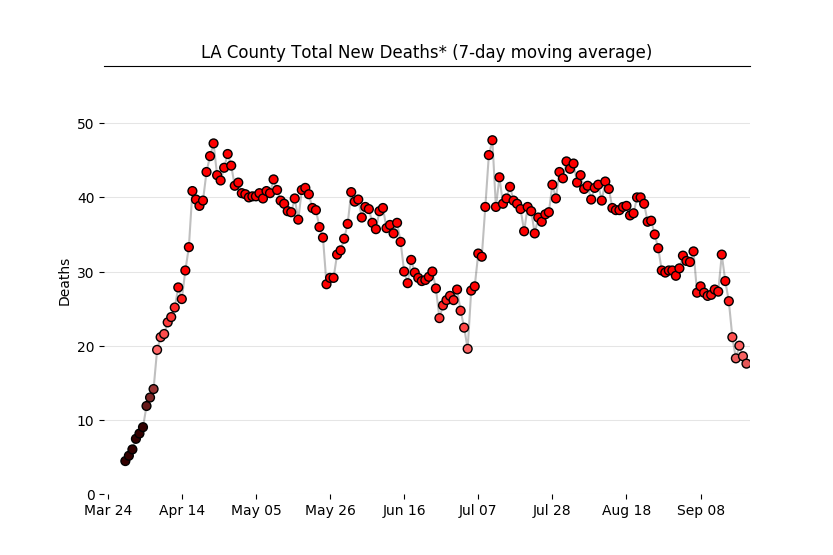 LA County Total New Deaths* (7-day moving average)
Deaths
50
40
30
20
10
0
Mar 24 Apr 14 May 05 May 26 Jun 16 Jul 07 Jul 28 Aug 18 Sep 08